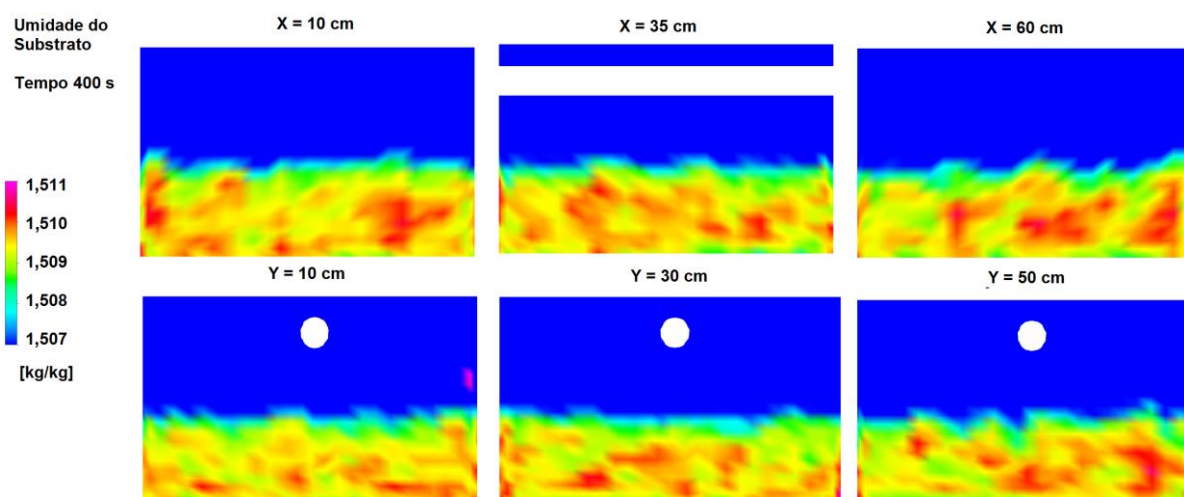 Umidade do
Substrato
Tempo 400 s
X = 10 cm
X = 35 cm
X = 60 cm
1,511
1,510
1,509
1,508
1,507
[kg/kg]
Y = 10 cm
Y = 30 cm
Y = 50 cm